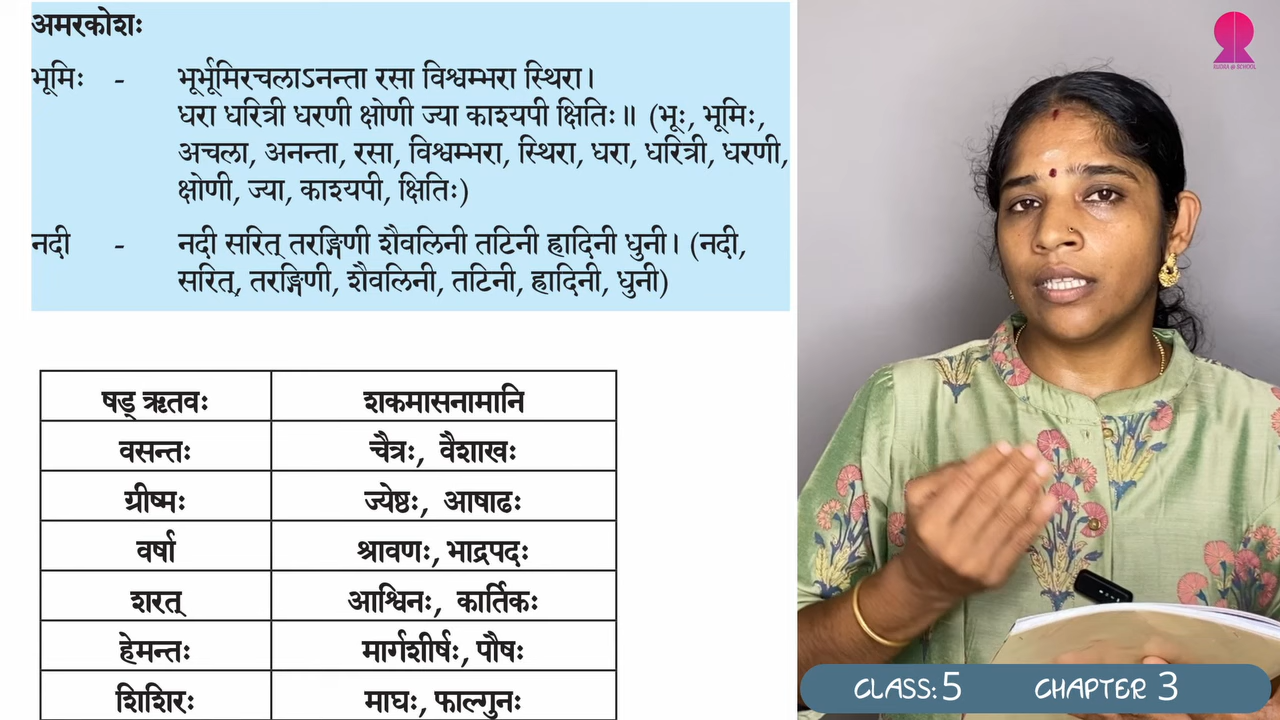 अमरकोशः
भूमिः - भूर्भूमिरचलाऽनन्ता रसा विश्वम्भरा स्थिरा।
धरा धरित्री धरणी क्षोणी ज्या काश्यपी क्षितिः॥ (भूः, भूमिः,
अचला, अनन्ता, रसा, विश्वम्भरा, स्थिरा, धरा, धरित्री, धरणी,
क्षोणी, ज्या, काश्यपी, क्षितिः)
नदी - नदी सरित् तरङ्गिणी शैवलिनी तटिनी ह्रादिनी धुनी। (नदी,
सरित्, तरङ्गिणी, शैवलिनी, तटिनी, ह्रादिनी, धुनी)
षड् ऋतवः शकमासनामानि
वसन्तः चैत्रः, वैशाखः
ग्रीष्मः ज्येष्ठः, आषाढः
वर्षा श्रावणः, भाद्रपदः
शरत् आश्विनः, कार्तिकः
हेमन्तः मार्गशीर्षः, पौषः
शिशिरः माघः, फाल्गुनः
RUDRA @ SCHOOL
CLASS: 5 CHAPTER 3